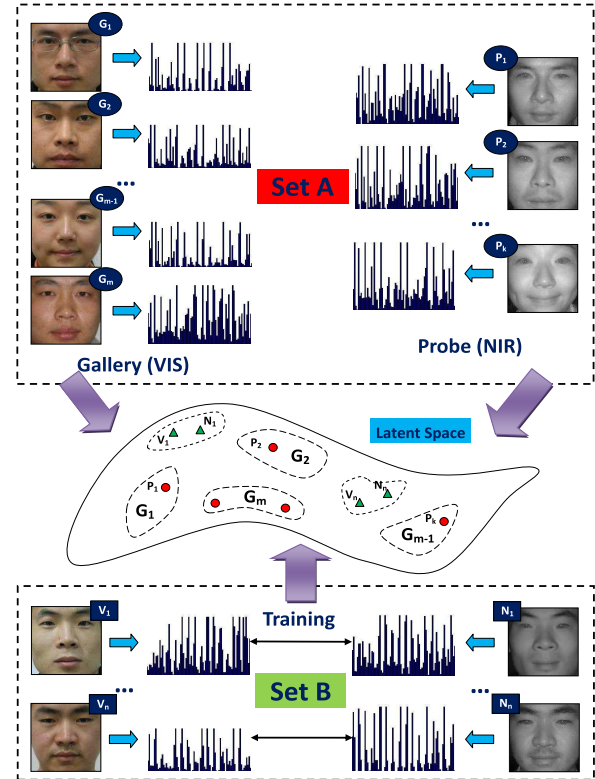 G1
G2
...
Gm-1
Gm
Gallery (VIS)
Set A
P1
P2
...
Pk
Probe (NIR)
Latent Space
V1 N1
P2 G2
P1 G1
Gm
Vn Nn
Pk Gm-1
Training
V1
...
Vn
Set B
N1
...
Nn